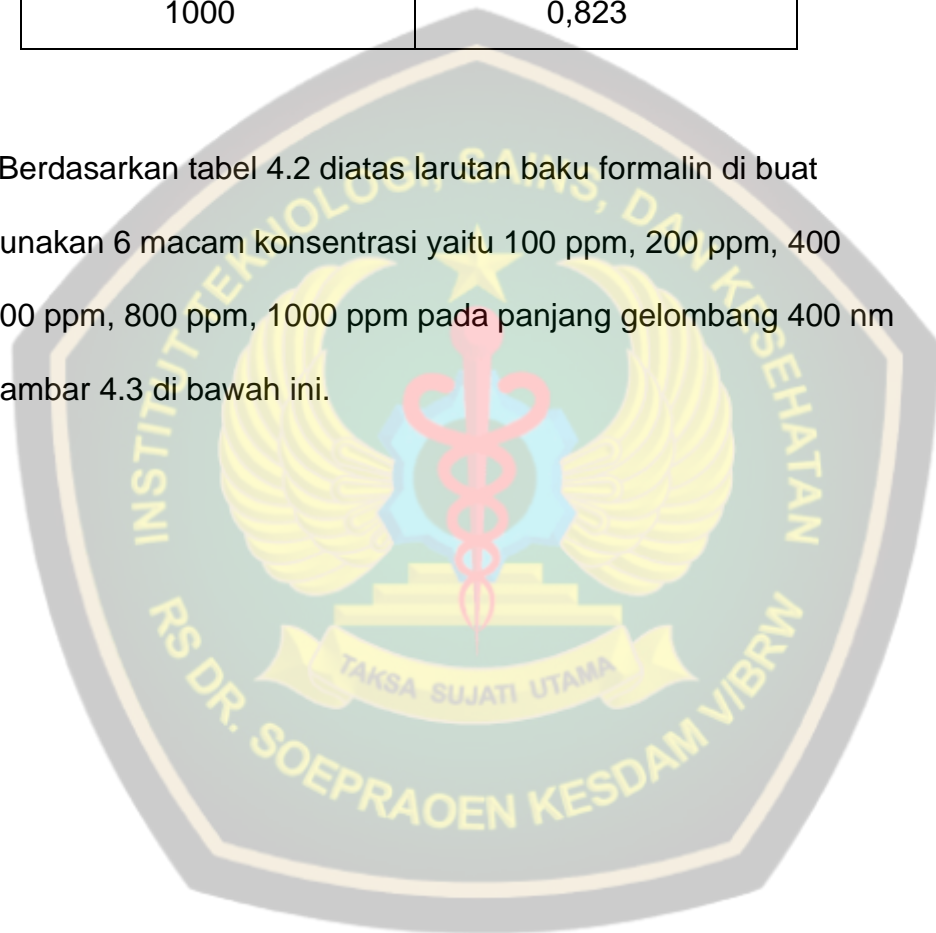 1000 0,823
Berdasarkan tabel 4.2 diatas larutan baku formalin di buat
unakan 6 macam konsentrasi yaitu 100 ppm, 200 ppm, 400
00 ppm, 800 ppm, 1000 ppm pada panjang gelombang 400 nm
ambar 4.3 di bawah ini.
INSTITUT TEKNOLOGI, SAINS, DAN KESEHATAN
TAKSA SUJATI UTAMA
RS DR. SOEPRAOEN KESDAM V/BRW